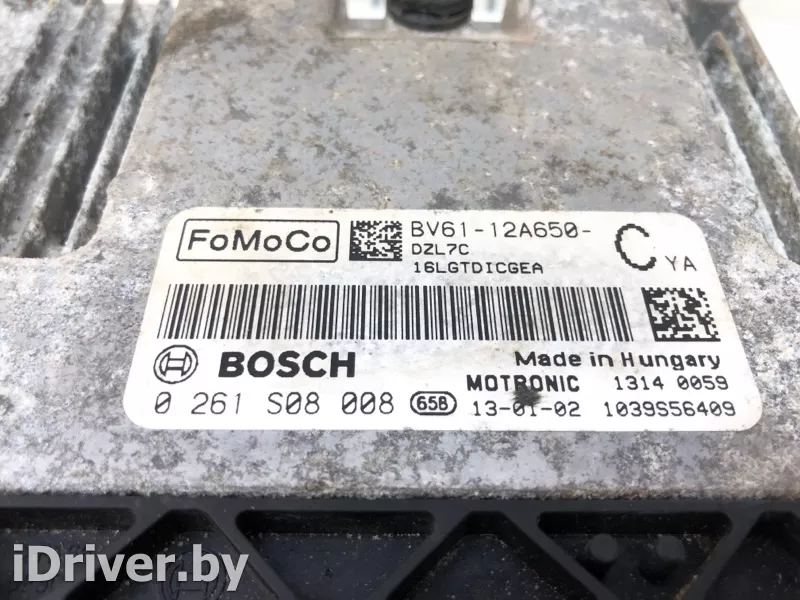 FoMoCo
BV61-12A650-
C YA
DZL7C
16LGTDICGEA
BOSCH
Made in Hungary
MOTRONIC 1314 0059
0 261 S08 008 65B 13-01-02 1039S56409
iDriver.by